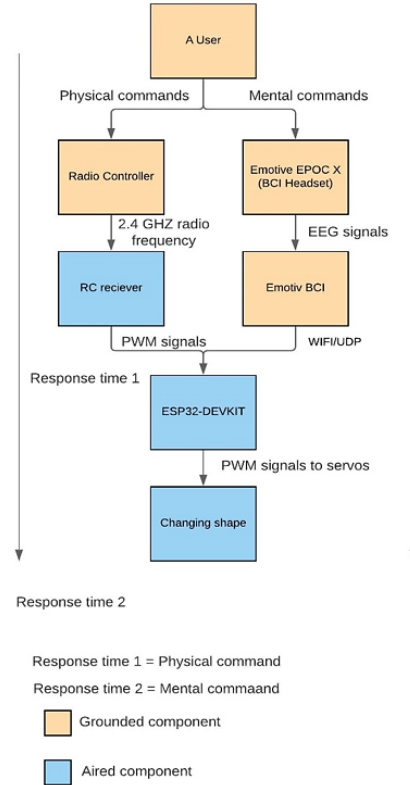 A User
Physical commands
Mental commands
Radio Controller
Emotive EPOC X
(BCI Headset)
2.4 GHZ radio
frequency
EEG signals
RC reciever
Emotiv BCI
PWM signals
WIFI/UDP
Response time 1
ESP32-DEVKIT
PWM signals to servos
Changing shape
Response time 2
Response time 1 = Physical command
Response time 2 = Mental commaand
Grounded component
Aired component